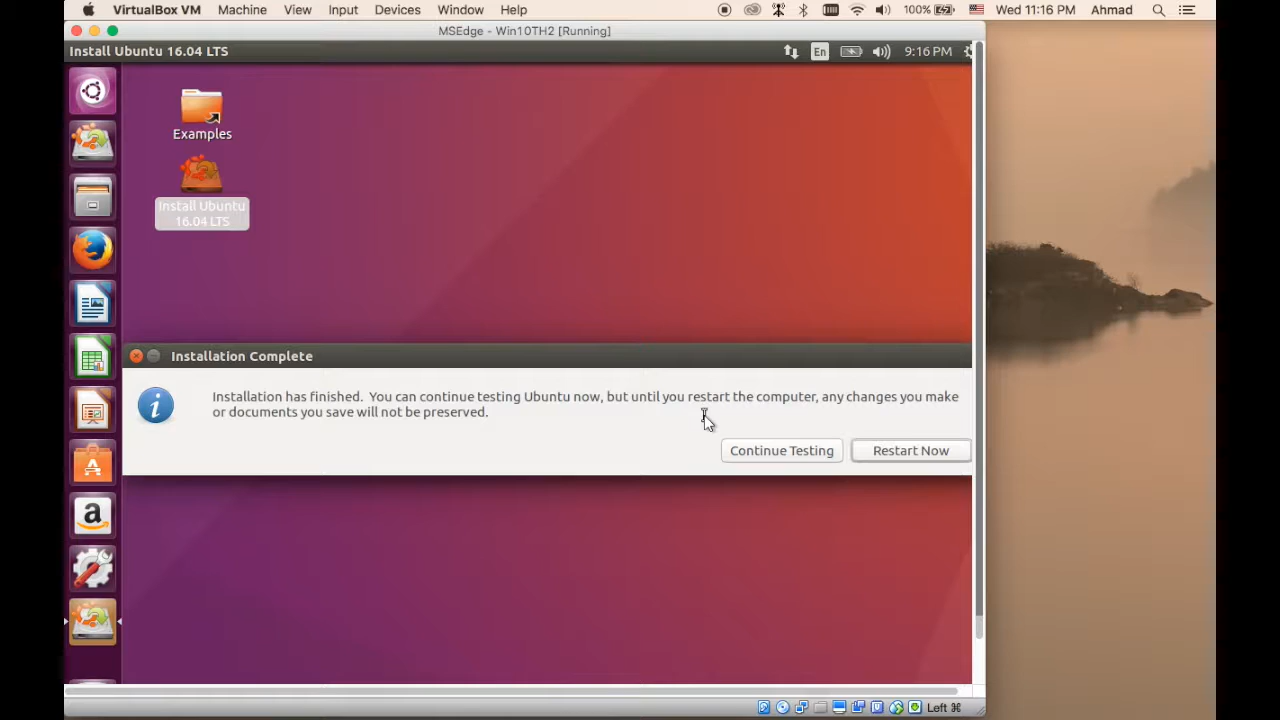 VirtualBox VM Machine View Input Devices Window Help 100% Wed 11:16 PM Ahmad
MSEdge - Win10TH2 [Running]
Install Ubuntu 16.04 LTS En 9:16 PM
Examples
Install Ubuntu
16.04 LTS
Installation Complete
Installation has finished. You can continue testing Ubuntu now, but until you restart the computer, any changes you make
or documents you save will not be preserved.
Continue Testing Restart Now
Left ⌘